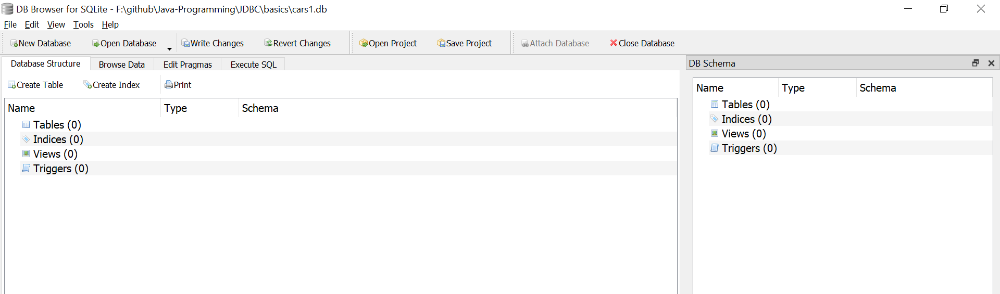 DB Browser for SQLite - F:\github\Java-Programming\JDBC\basics\cars1.db
File Edit View Tools Help
New Database Open Database Write Changes Revert Changes Open Project Save Project Attach Database Close Database
Database Structure Browse Data Edit Pragmas Execute SQL
Create Table Create Index Print
Name Type Schema
Tables (0)
Indices (0)
Views (0)
Triggers (0)
DB Schema
Name Type Schema
Tables (0)
Indices (0)
Views (0)
Triggers (0)